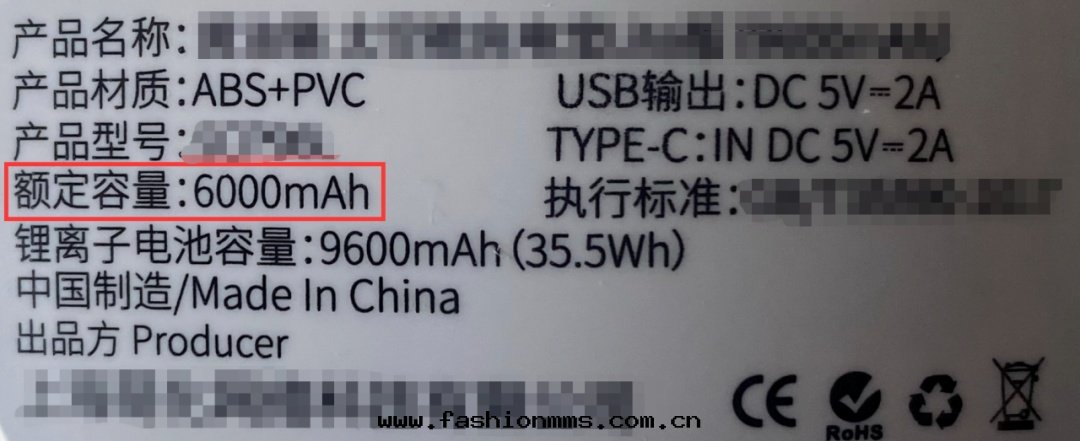 产品名称:
产品材质:ABS+PVC
产品型号:
额定容量:6000mAh
锂离子电池容量:9600mAh(35.5Wh)
中国制造/Made In China
出品方 Producer
USB输出:DC 5V⎓2A
TYPE-C:IN DC 5V⎓2A
执行标准:
CE
RoHS
www.fashionmms.com.cn